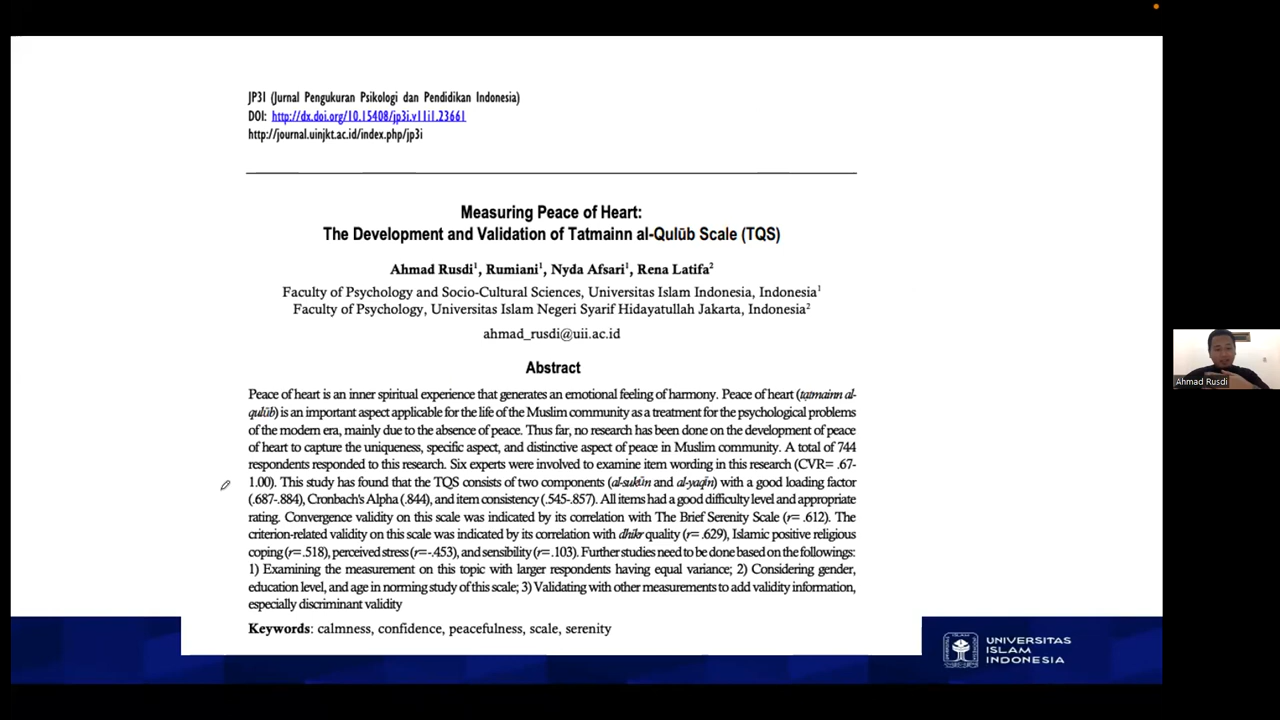 JP3I (Jurnal Pengukuran Psikologi dan Pendidikan Indonesia)
DOI: http://dx.doi.org/10.15408/jp3i.v11i1.23661
http://journal.uinjkt.ac.id/index.php/jp3i
Measuring Peace of Heart:
The Development and Validation of Tatmainn al-Qulūb Scale (TQS)
Ahmad Rusdi¹, Rumiani¹, Nyda Afsari¹, Rena Latifa²
Faculty of Psychology and Socio-Cultural Sciences, Universitas Islam Indonesia, Indonesia¹
Faculty of Psychology, Universitas Islam Negeri Syarif Hidayatullah Jakarta, Indonesia²
ahmad_rusdi@uii.ac.id
Abstract
Peace of heart is an inner spiritual experience that generates an emotional feeling of harmony. Peace of heart (taṭmainn al-
qulūb) is an important aspect applicable for the life of the Muslim community as a treatment for the psychological problems
of the modern era, mainly due to the absence of peace. Thus far, no research has been done on the development of peace
of heart to capture the uniqueness, specific aspect, and distinctive aspect of peace in Muslim community. A total of 744
respondents responded to this research. Six experts were involved to examine item wording in this research (CVR= .67-
1.00). This study has found that the TQS consists of two components (al-sukūn and al-yaqīn) with a good loading factor
(.687-.884), Cronbach's Alpha (.844), and item consistency (.545-.857). All items had a good difficulty level and appropriate
rating. Convergence validity on this scale was indicated by its correlation with The Brief Serenity Scale (r= .612). The
criterion-related validity on this scale was indicated by its correlation with dhikr quality (r= .629), Islamic positive religious
coping (r= .518), perceived stress (r=-.453), and sensibility (r= .103). Further studies need to be done based on the followings:
1) Examining the measurement on this topic with larger respondents having equal variance; 2) Considering gender,
education level, and age in norming study of this scale; 3) Validating with other measurements to add validity information,
especially discriminant validity
Keywords: calmness, confidence, peacefulness, scale, serenity
UNIVERSITAS
ISLAM
INDONESIA
Ahmad Rusdi